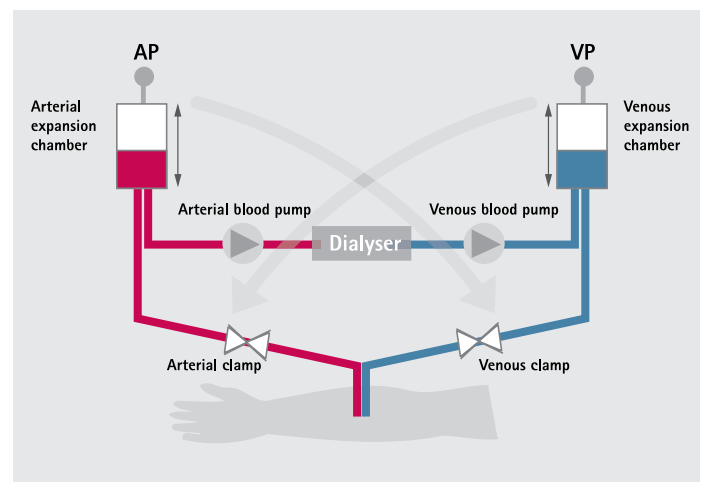 AP
VP
Arterial
expansion
chamber
Venous
expansion
chamber
Arterial blood pump
Venous blood pump
Dialyser
Arterial clamp
Venous clamp